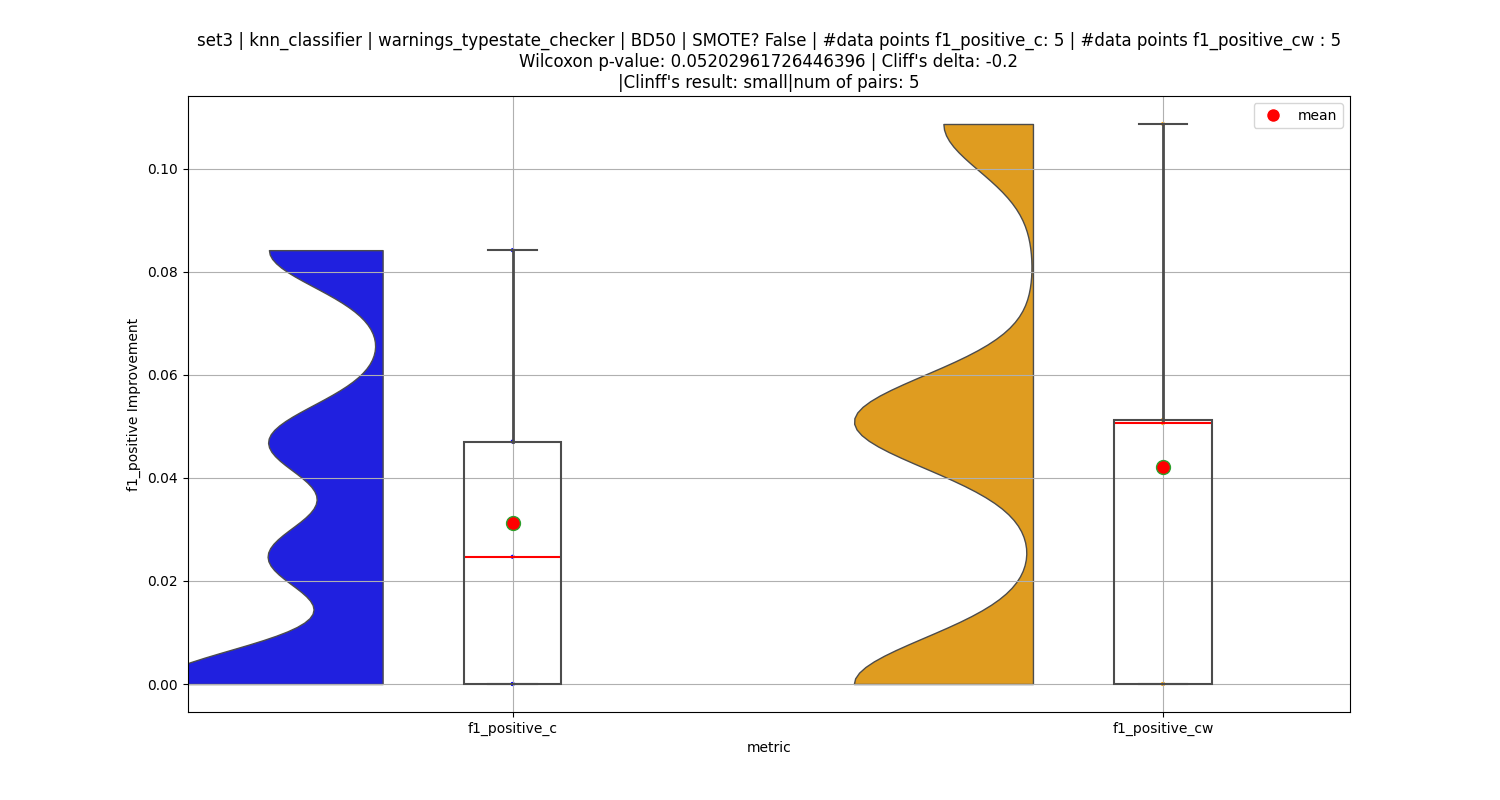 set3 | knn_classifier | warnings_typestate_checker | BD50 | SMOTE? False | #data points f1_positive_c: 5 | #data points f1_positive_cw : 5
Wilcoxon p-value: 0.05202961726446396 | Cliff's delta: -0.2
|Clinff's result: small|num of pairs: 5
mean
0.10
0.08
0.06
0.04
0.02
0.00
f1_positive Improvement
f1_positive_c
f1_positive_cw
metric